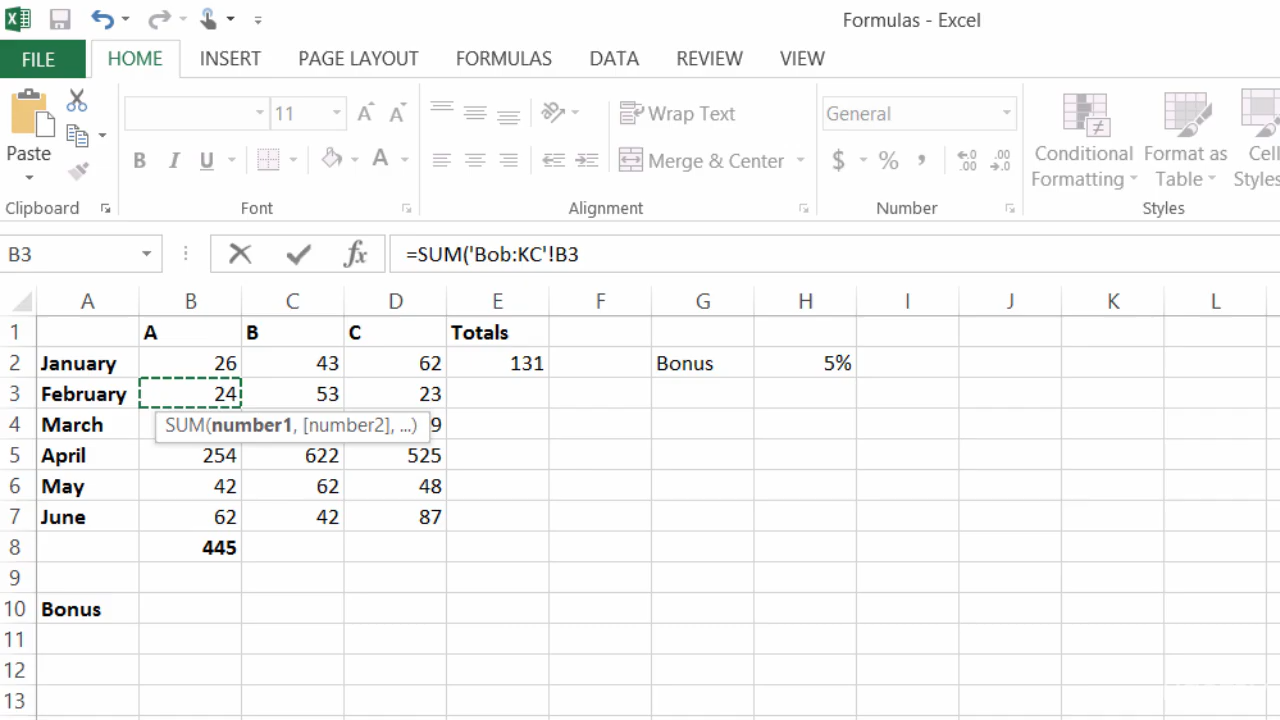 Formulas - Excel
FILE HOME INSERT PAGE LAYOUT FORMULAS DATA REVIEW VIEW
11 Wrap Text General
Paste B I U A Merge & Center $ % , .0 .00 Conditional Formatting Format as Table Cell Styles
Clipboard Font Alignment Number Styles
B3 fx =SUM('Bob:KC'!B3
A B C D E F G H I J K L
1 A B C Totals
2 January 26 43 62 131 Bonus 5%
3 February 24 53 23
4 March SUM(number1, [number2], ...) 9
5 April 254 622 525
6 May 42 62 48
7 June 62 42 87
8 445
9
10 Bonus
11
12
13